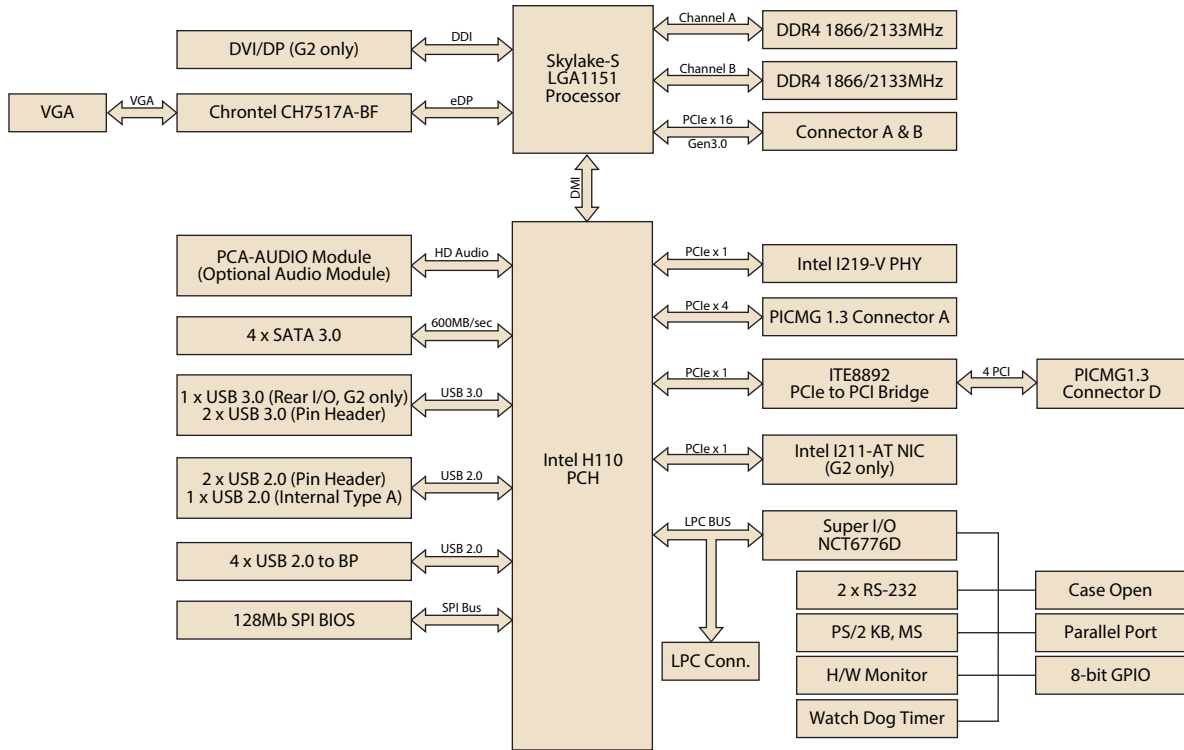 DVI/DP (G2 only)
DDI
Skylake-S
LGA1151
Processor
Channel A
DDR4 1866/2133MHz
Channel B
DDR4 1866/2133MHz
VGA
VGA
Chrontel CH7517A-BF
eDP
PCIe x 16
Gen3.0
Connector A & B
DMI
PCA-AUDIO Module
(Optional Audio Module)
HD Audio
4 x SATA 3.0
600MB/sec
1 x USB 3.0 (Rear I/O, G2 only)
2 x USB 3.0 (Pin Header)
USB 3.0
2 x USB 2.0 (Pin Header)
1 x USB 2.0 (Internal Type A)
USB 2.0
4 x USB 2.0 to BP
USB 2.0
128Mb SPI BIOS
SPI Bus
Intel H110
PCH
PCIe x 1
Intel I219-V PHY
PCIe x 4
PICMG 1.3 Connector A
PCIe x 1
ITE8892
PCIe to PCI Bridge
4 PCI
PICMG1.3
Connector D
PCIe x 1
Intel I211-AT NIC
(G2 only)
LPC BUS
Super I/O
NCT6776D
LPC Conn.
2 x RS-232
Case Open
PS/2 KB, MS
Parallel Port
H/W Monitor
8-bit GPIO
Watch Dog Timer